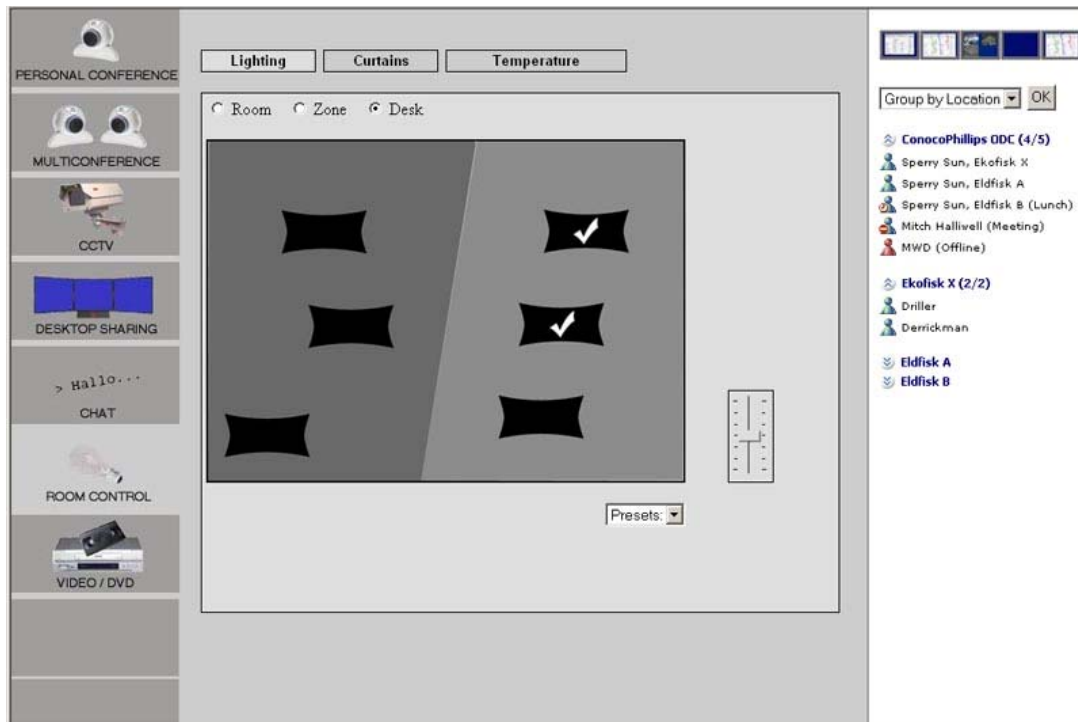 PERSONAL CONFERENCE
MULTICONFERENCE
CCTV
DESKTOP SHARING
> Hallo...
CHAT
ROOM CONTROL
VIDEO / DVD
Lighting
Curtains
Temperature
Room
Zone
Desk
Presets:
Group by Location
OK
ConocoPhillips ODC (4/5)
Sperry Sun, Ekofisk X
Sperry Sun, Eldfisk A
Sperry Sun, Eldfisk B (Lunch)
Mitch Halliwell (Meeting)
MWD (Offline)
Ekofisk X (2/2)
Driller
Derrickman
Eldfisk A
Eldfisk B